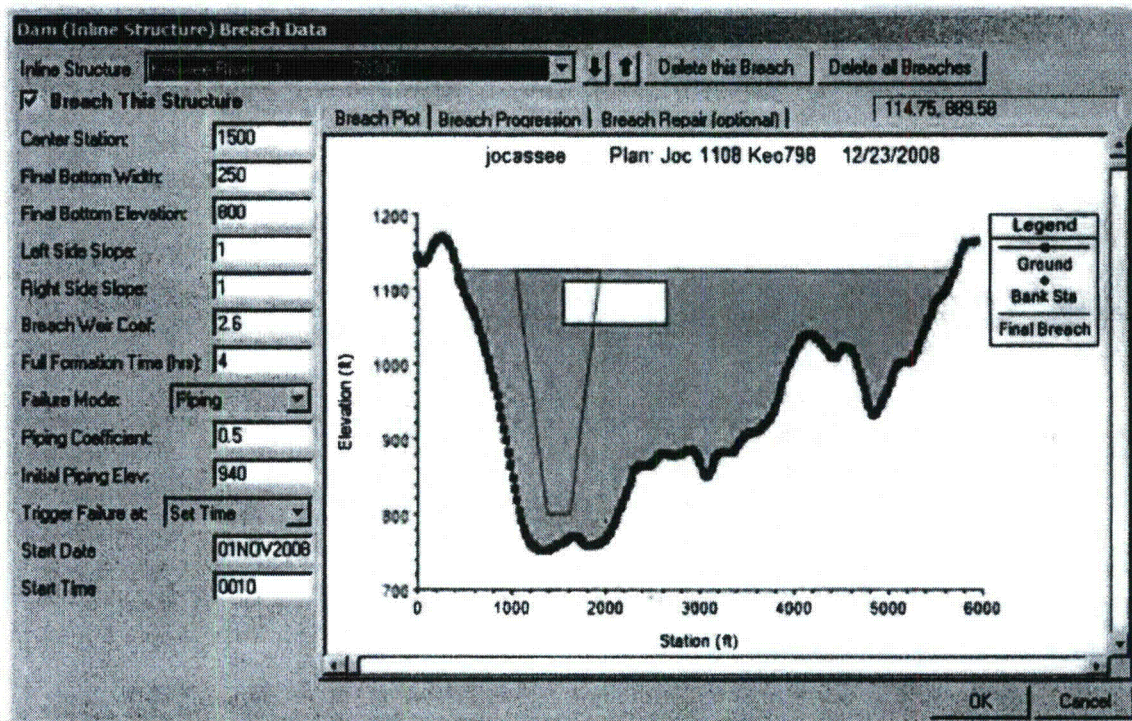 Dam (Inline Structure) Breach Data
Inline Structure
Delete this Breach
Delete all Breaches
Breach This Structure
Breach Plot
Breach Progression
Breach Repair (optional)
114.75, 889.58
Center Station: 1500
Final Bottom Width: 250
Final Bottom Elevation: 800
Left Side Slope: 1
Right Side Slope: 1
Breach Weir Coef: 2.6
Full Formation Time (hrs): 4
Failure Mode: Piping
Piping Coefficient: 0.5
Initial Piping Elev: 940
Trigger Failure at: Set Time
Start Date 01NOV2008
Start Time 0010
jocassee Plan: Joc 1108 Keo798 12/23/2008
Elevation (ft)
1200
1100
1000
900
800
700
0 1000 2000 3000 4000 5000 6000
Station (ft)
Legend
Ground
Bank Sta
Final Breach
OK
Cancel